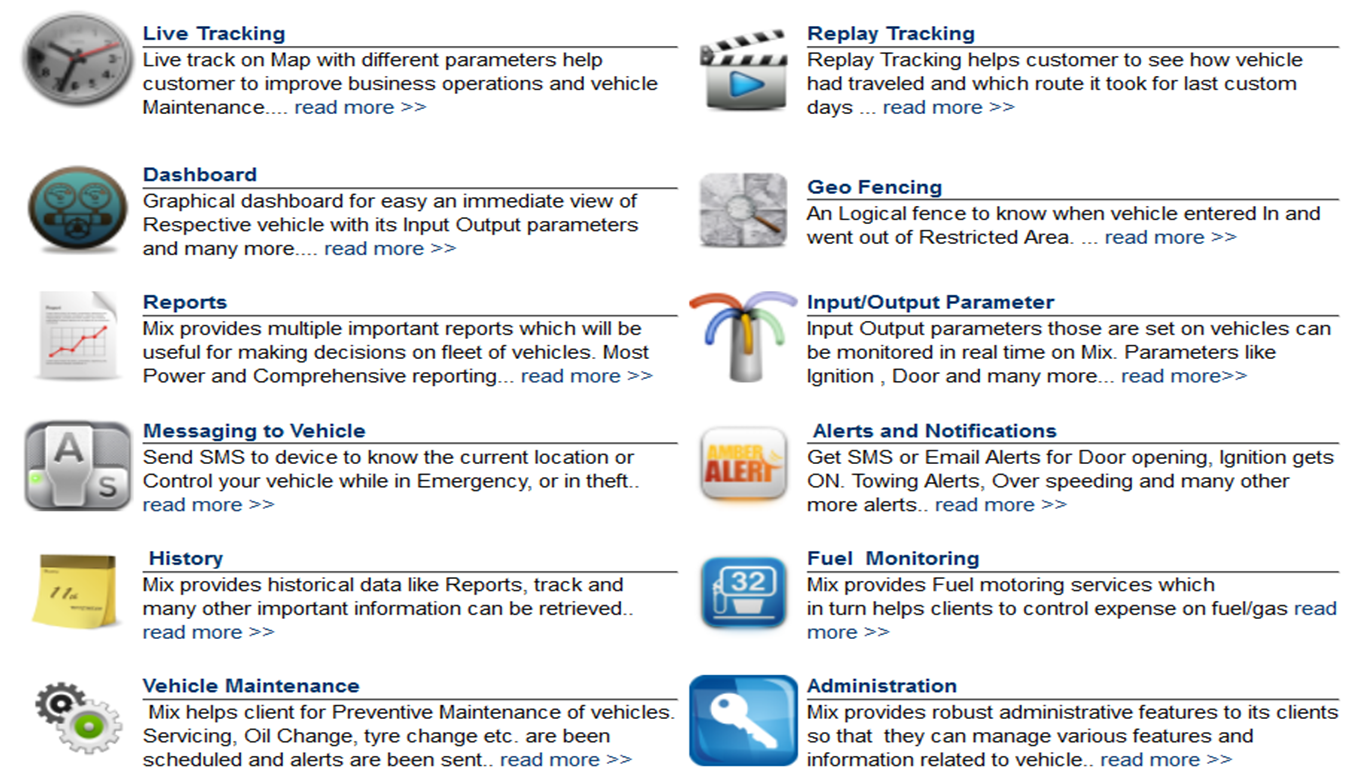 Live Tracking
Live track on Map with different parameters help
customer to improve business operations and vehicle
Maintenance.... read more >>
Replay Tracking
Replay Tracking helps customer to see how vehicle
had traveled and which route it took for last custom
days ... read more >>
Dashboard
Graphical dashboard for easy an immediate view of
Respective vehicle with its Input Output parameters
and many more.... read more >>
Geo Fencing
An Logical fence to know when vehicle entered In and
went out of Restricted Area. ... read more >>
Reports
Mix provides multiple important reports which will be
useful for making decisions on fleet of vehicles. Most
Power and Comprehensive reporting... read more >>
Input/Output Parameter
Input Output parameters those are set on vehicles can
be monitored in real time on Mix. Parameters like
Ignition , Door and many more... read more>>
A
S
Messaging to Vehicle
Send SMS to device to know the current location or
Control your vehicle while in Emergency, or in theft..
read more >>
AMBER
ALERT
Alerts and Notifications
Get SMS or Email Alerts for Door opening, Ignition gets
ON. Towing Alerts, Over speeding and many other
more alerts.. read more >>
History
Mix provides historical data like Reports, track and
many other important information can be retrieved..
read more >>
32
Fuel  Monitoring
Mix provides Fuel motoring services which
in turn helps clients to control expense on fuel/gas read
more >>
Vehicle Maintenance
Mix helps client for Preventive Maintenance of vehicles.
Servicing, Oil Change, tyre change etc. are been
scheduled and alerts are been sent.. read more >>
Administration
Mix provides robust administrative features to its clients
so that  they can manage various features and
information related to vehicle.. read more >>